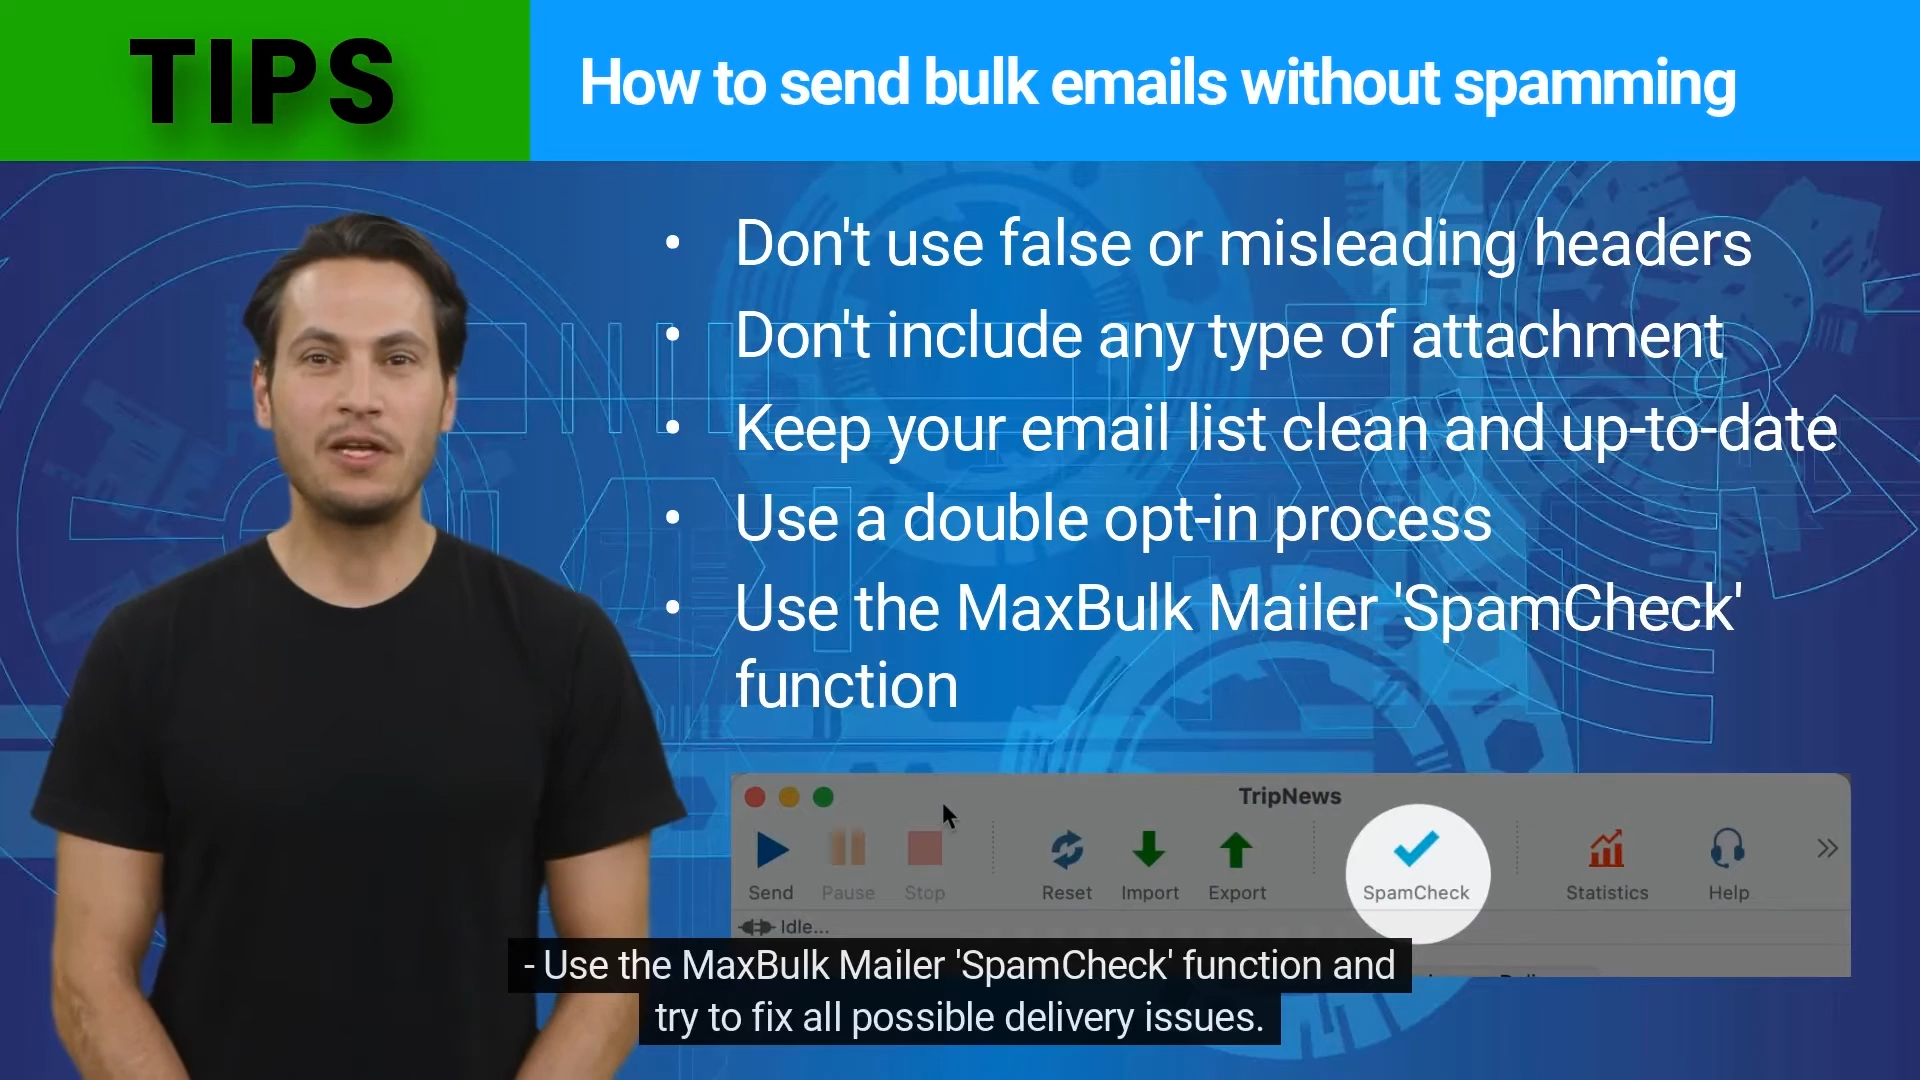 TIPS
How to send bulk emails without spamming
• Don't use false or misleading headers
• Don't include any type of attachment
• Keep your email list clean and up-to-date
• Use a double opt-in process
• Use the MaxBulk Mailer 'SpamCheck'
function
TripNews
Send Pause Stop Reset Import Export SpamCheck Statistics Help
Idle...
- Use the MaxBulk Mailer 'SpamCheck' function and
try to fix all possible delivery issues.